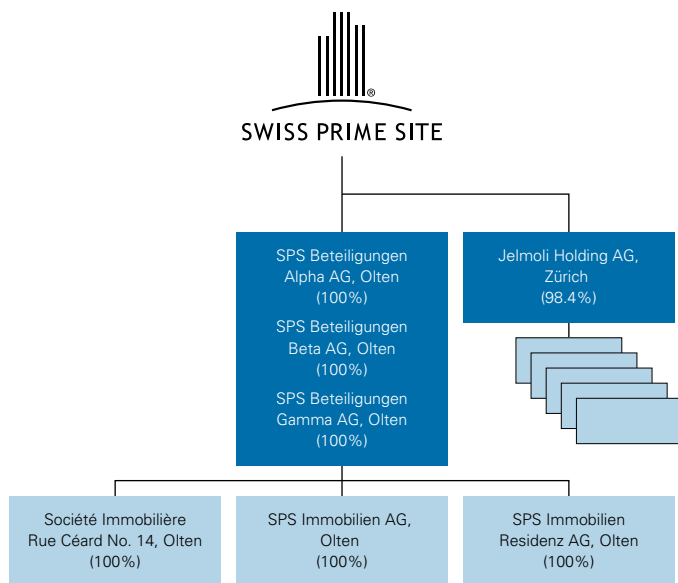 ®
SWISS PRIME SITE
SPS Beteiligungen
Alpha AG, Olten
(100%)
SPS Beteiligungen
Beta AG, Olten
(100%)
SPS Beteiligungen
Gamma AG, Olten
(100%)
Jelmoli Holding AG,
Zürich
(98.4%)
Société Immobilière
Rue Céard No. 14, Olten
(100%)
SPS Immobilien AG,
Olten
(100%)
SPS Immobilien
Residenz AG, Olten
(100%)